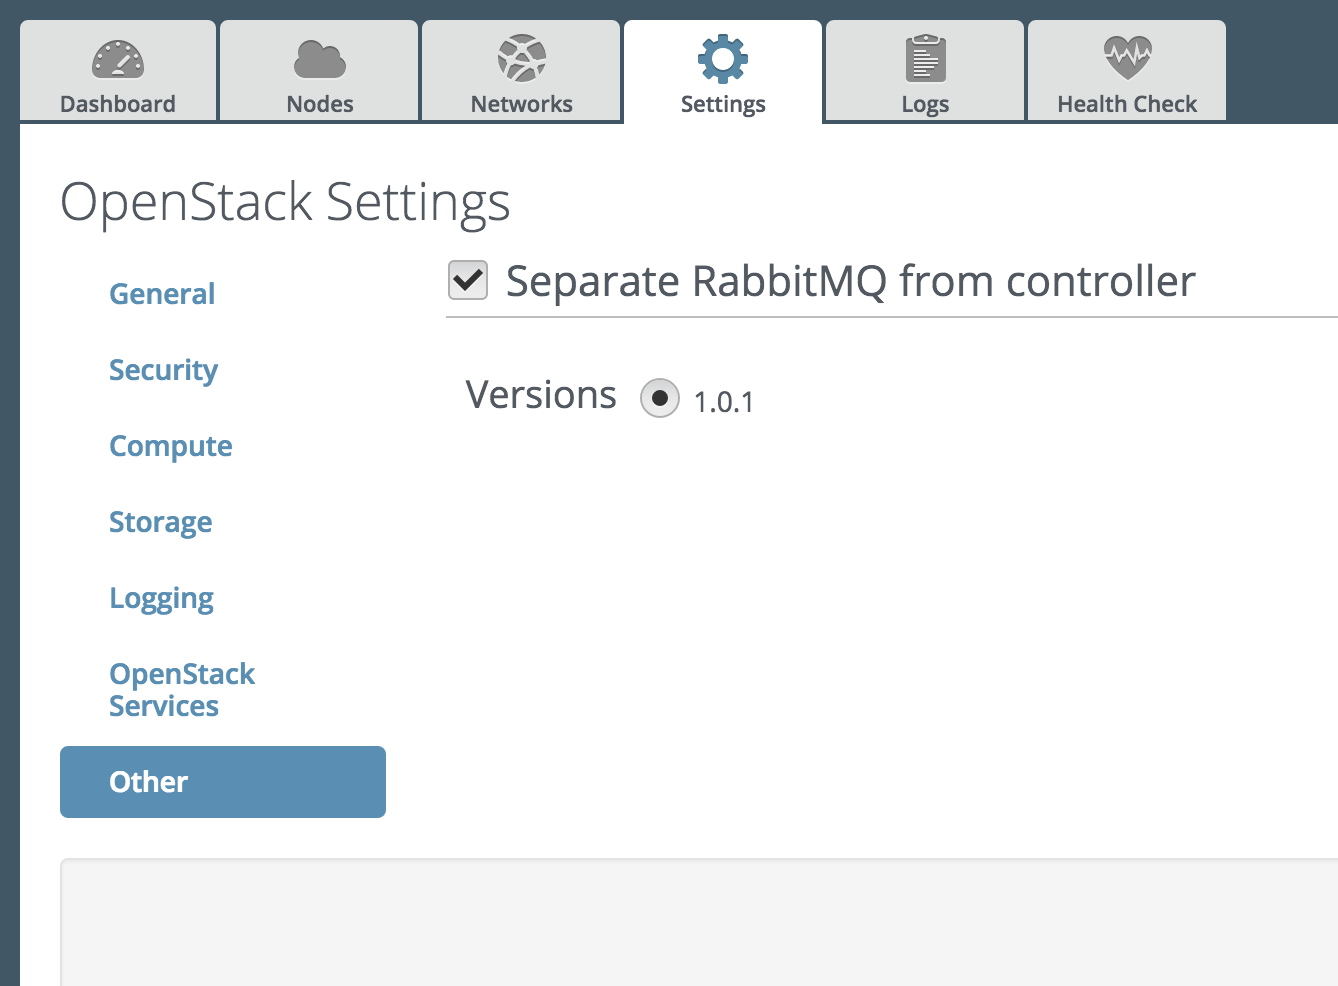 Dashboard
Nodes
Networks
Settings
Logs
Health Check
OpenStack Settings
General
Security
Compute
Storage
Logging
OpenStack
Services
Other
Separate RabbitMQ from controller
Versions 1.0.1